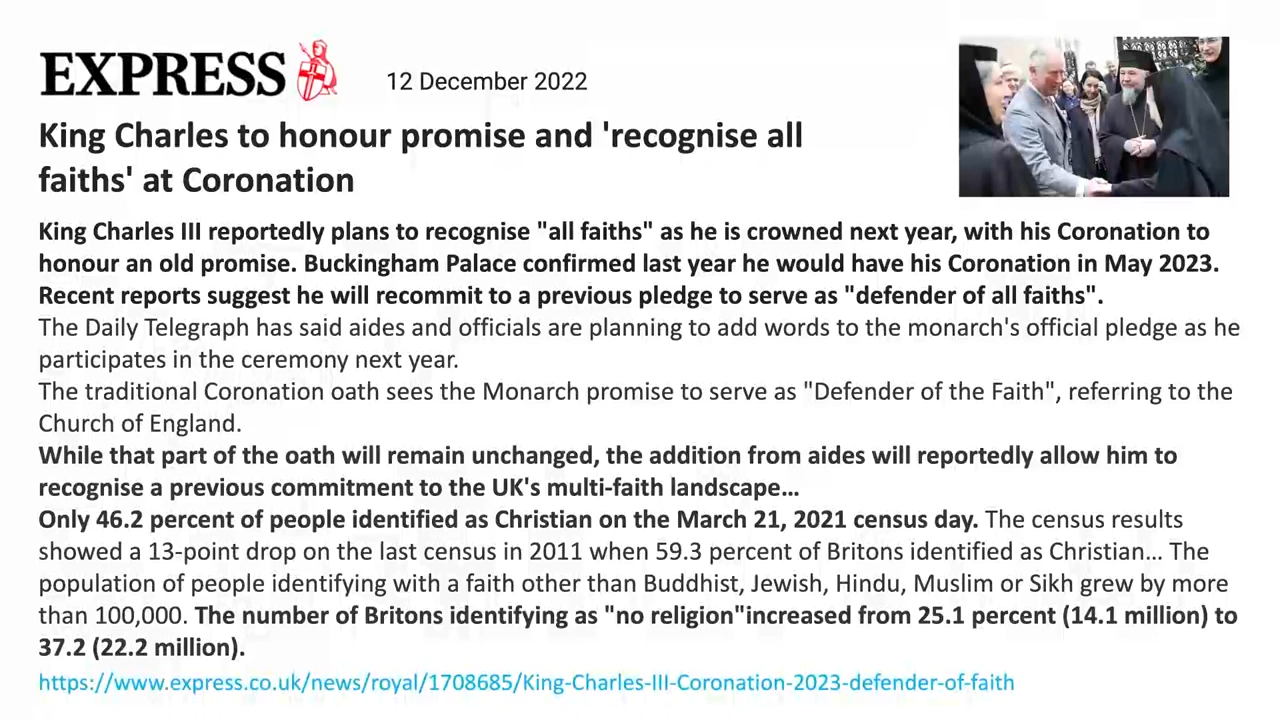 EXPRESS
12 December 2022
King Charles to honour promise and 'recognise all
faiths' at Coronation
King Charles III reportedly plans to recognise "all faiths" as he is crowned next year, with his Coronation to
honour an old promise. Buckingham Palace confirmed last year he would have his Coronation in May 2023.
Recent reports suggest he will recommit to a previous pledge to serve as "defender of all faiths".
The Daily Telegraph has said aides and officials are planning to add words to the monarch's official pledge as he
participates in the ceremony next year.
The traditional Coronation oath sees the Monarch promise to serve as "Defender of the Faith", referring to the
Church of England.
While that part of the oath will remain unchanged, the addition from aides will reportedly allow him to
recognise a previous commitment to the UK's multi-faith landscape...
Only 46.2 percent of people identified as Christian on the March 21, 2021 census day. The census results
showed a 13-point drop on the last census in 2011 when 59.3 percent of Britons identified as Christian... The
population of people identifying with a faith other than Buddhist, Jewish, Hindu, Muslim or Sikh grew by more
than 100,000. The number of Britons identifying as "no religion"increased from 25.1 percent (14.1 million) to
37.2 (22.2 million).
https://www.express.co.uk/news/royal/1708685/King-Charles-III-Coronation-2023-defender-of-faith